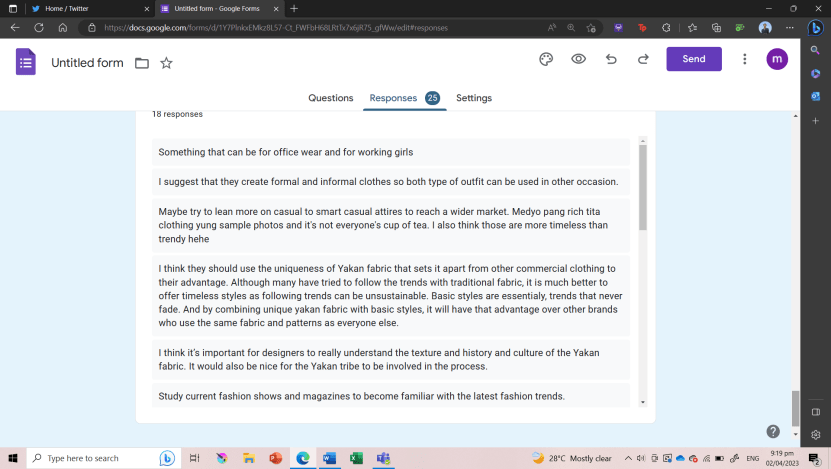 Home / Twitter
Untitled form - Google Forms
Untitled form
Send
m
Questions
Responses 25
Settings
18 responses
Something that can be for office wear and for working girls
I suggest that they create formal and informal clothes so both type of outfit can be used in other occasion.
Maybe try to lean more on casual to smart casual attires to reach a wider market. Medyo pang rich tita
clothing yung sample photos and it's not everyone's cup of tea. I also think those are more timeless than
trendy hehe
I think they should use the uniqueness of Yakan fabric that sets it apart from other commercial clothing to
their advantage. Although many have tried to follow the trends with traditional fabric, it is much better to
offer timeless styles as following trends can be unsustainable. Basic styles are essentialy, trends that never
fade. And by combining unique yakan fabric with basic styles, it will have that advantage over other brands
who use the same fabric and patterns as everyone else.
I think it's important for designers to really understand the texture and history and culture of the Yakan
fabric. It would also be nice for the Yakan tribe to be involved in the process.
Study current fashion shows and magazines to become familiar with the latest fashion trends.
Type here to search
28°C Mostly clear
ENG
9:19 pm
02/04/2023